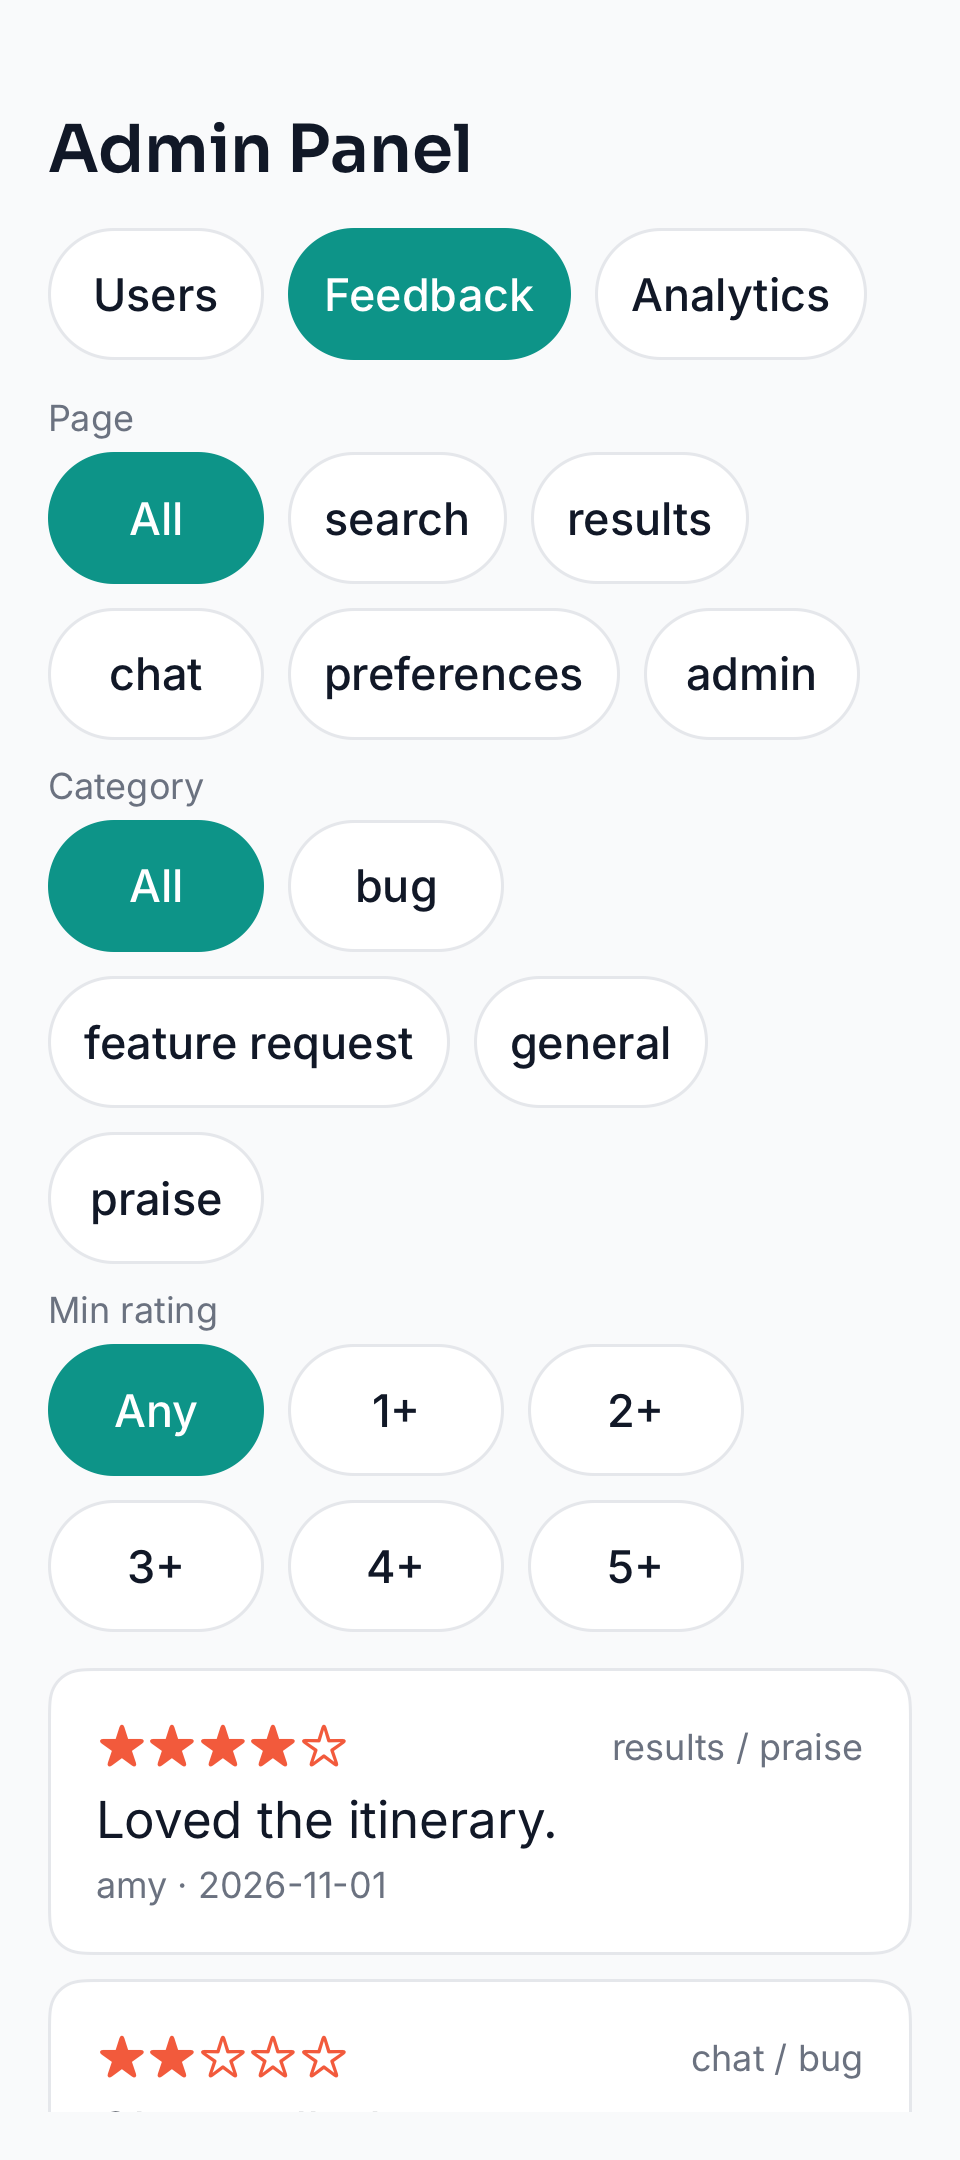 Admin Panel
Users Feedback Analytics
Page
All search results
chat preferences admin
Category
All bug
feature request general
praise
Min rating
Any 1+ 2+
3+ 4+ 5+
★★★★☆ results / praise
Loved the itinerary.
amy · 2026-11-01
★★☆☆☆ chat / bug